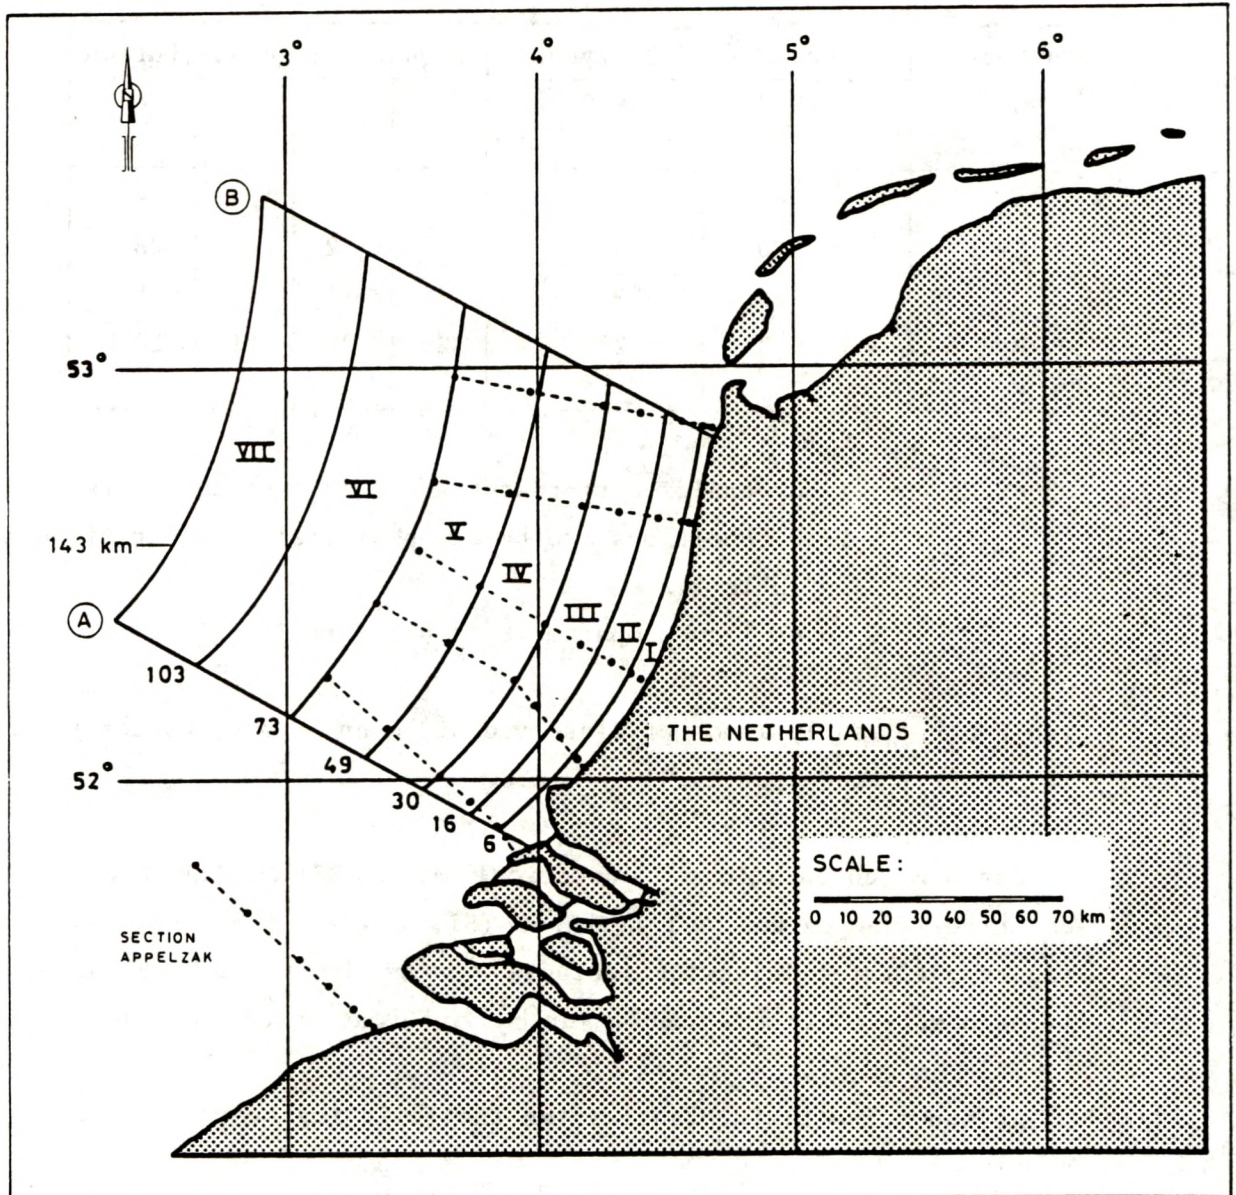 3°
4°
5°
6°
N
B
53°
VII
VI
V
143 km
IV
III
II
I
A
103
73
THE NETHERLANDS
49
52°
30
16
6
SCALE:
0 10 20 30 40 50 60 70 km
SECTION
APPELZAK